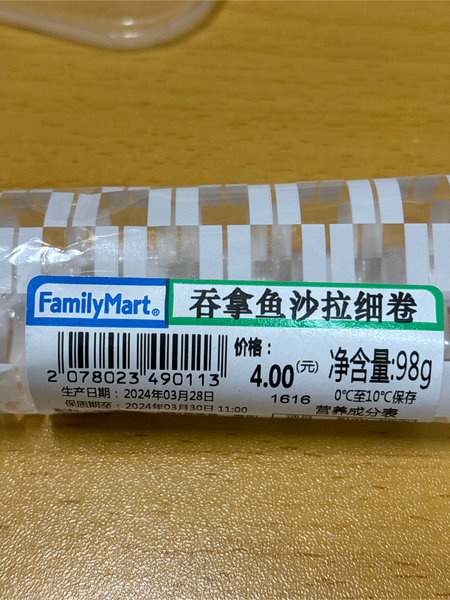 FamilyMart®
吞拿鱼沙拉细卷
2 078023 490113
价格：
4.00(元)
净含量:98g
生产日期：2024年03月28日
1616
0℃至10℃保存
保质期至：2024年03月30日 11:00
营养成分表